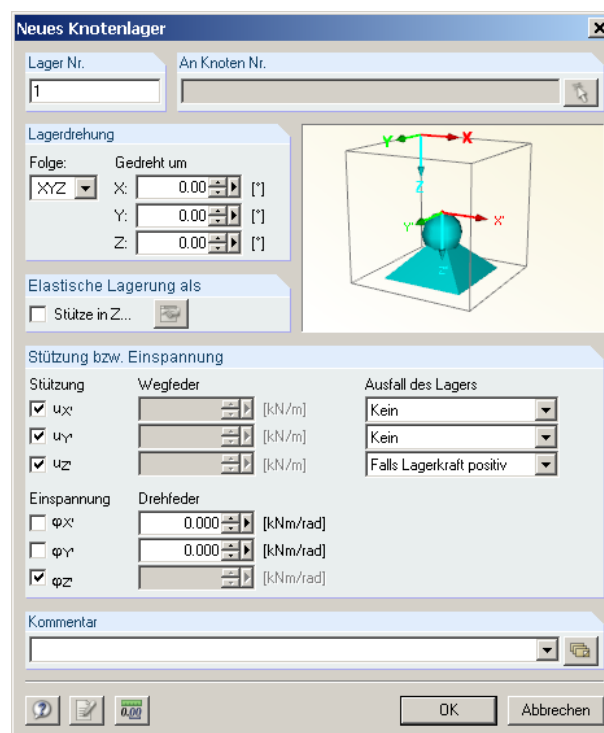 Neues Knotenlager
Lager Nr.
An Knoten Nr.
1
Lagerdrehung
Folge:
Gedreht um
XYZ
X: 0.00 [°]
Y: 0.00 [°]
Z: 0.00 [°]
Y X
Z
Y' X'
Z'
Elastische Lagerung als
Stütze in Z...
Stützung bzw. Einspannung
Stützung Wegfeder Ausfall des Lagers
uX' [kN/m] Kein
uY' [kN/m] Kein
uZ' [kN/m] Falls Lagerkraft positiv
Einspannung Drehfeder
φX' 0.000 [kNm/rad]
φY' 0.000 [kNm/rad]
φZ' [kNm/rad]
Kommentar
0.00
OK Abbrechen